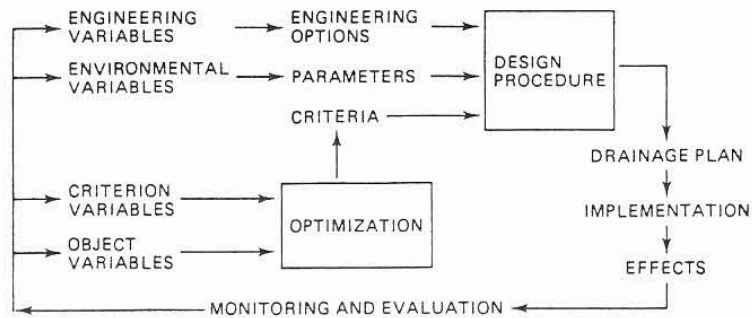 ENGINEERING
VARIABLES
ENGINEERING
OPTIONS
ENVIRONMENTAL
VARIABLES
PARAMETERS
DESIGN
PROCEDURE
CRITERIA
DRAINAGE PLAN
CRITERION
VARIABLES
OPTIMIZATION
IMPLEMENTATION
OBJECT
VARIABLES
EFFECTS
MONITORING AND EVALUATION